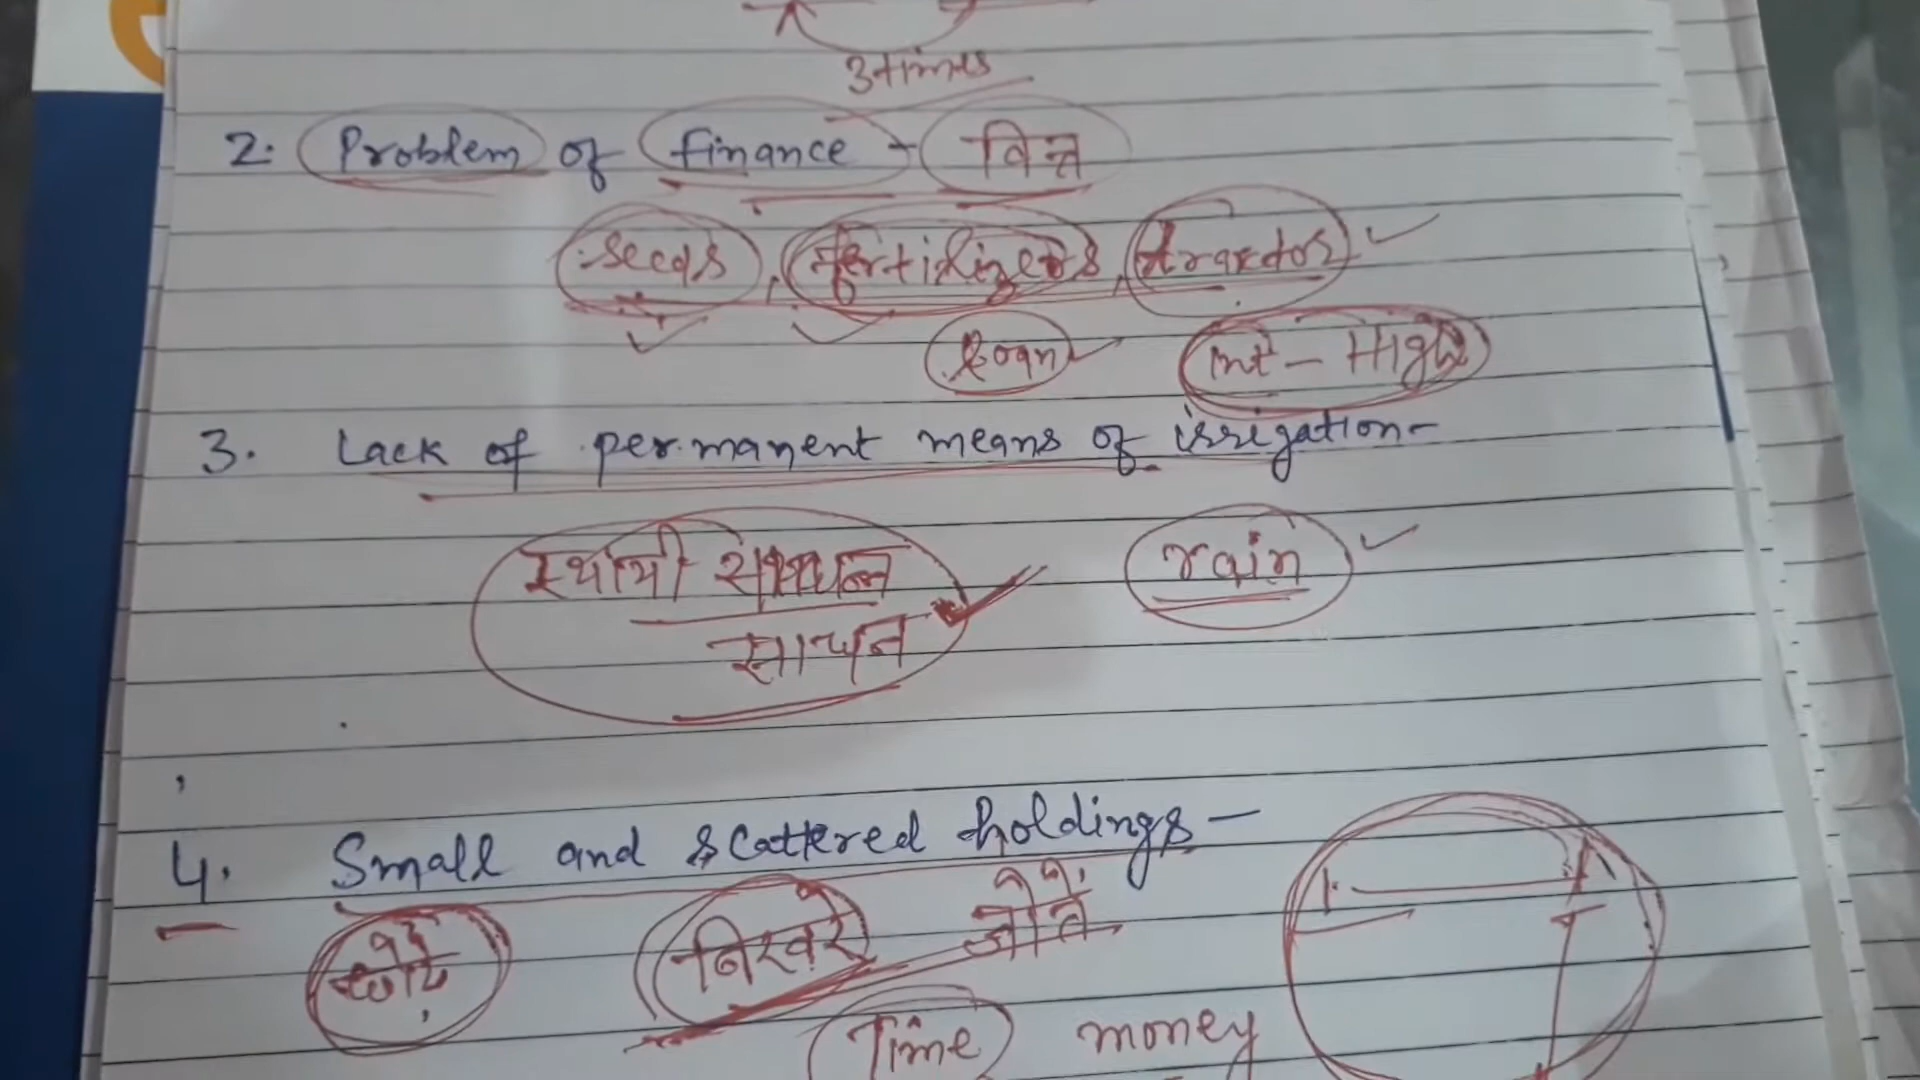 3 times
2. Problem of finance - वित्त
seeds, fertilizers, tractor
Loan Int - High
3. Lack of permanent means of irrigation-
स्थायी rain
साधन
4. Small and scattered holdings-
छोटे बिखरे जोतें
Time money